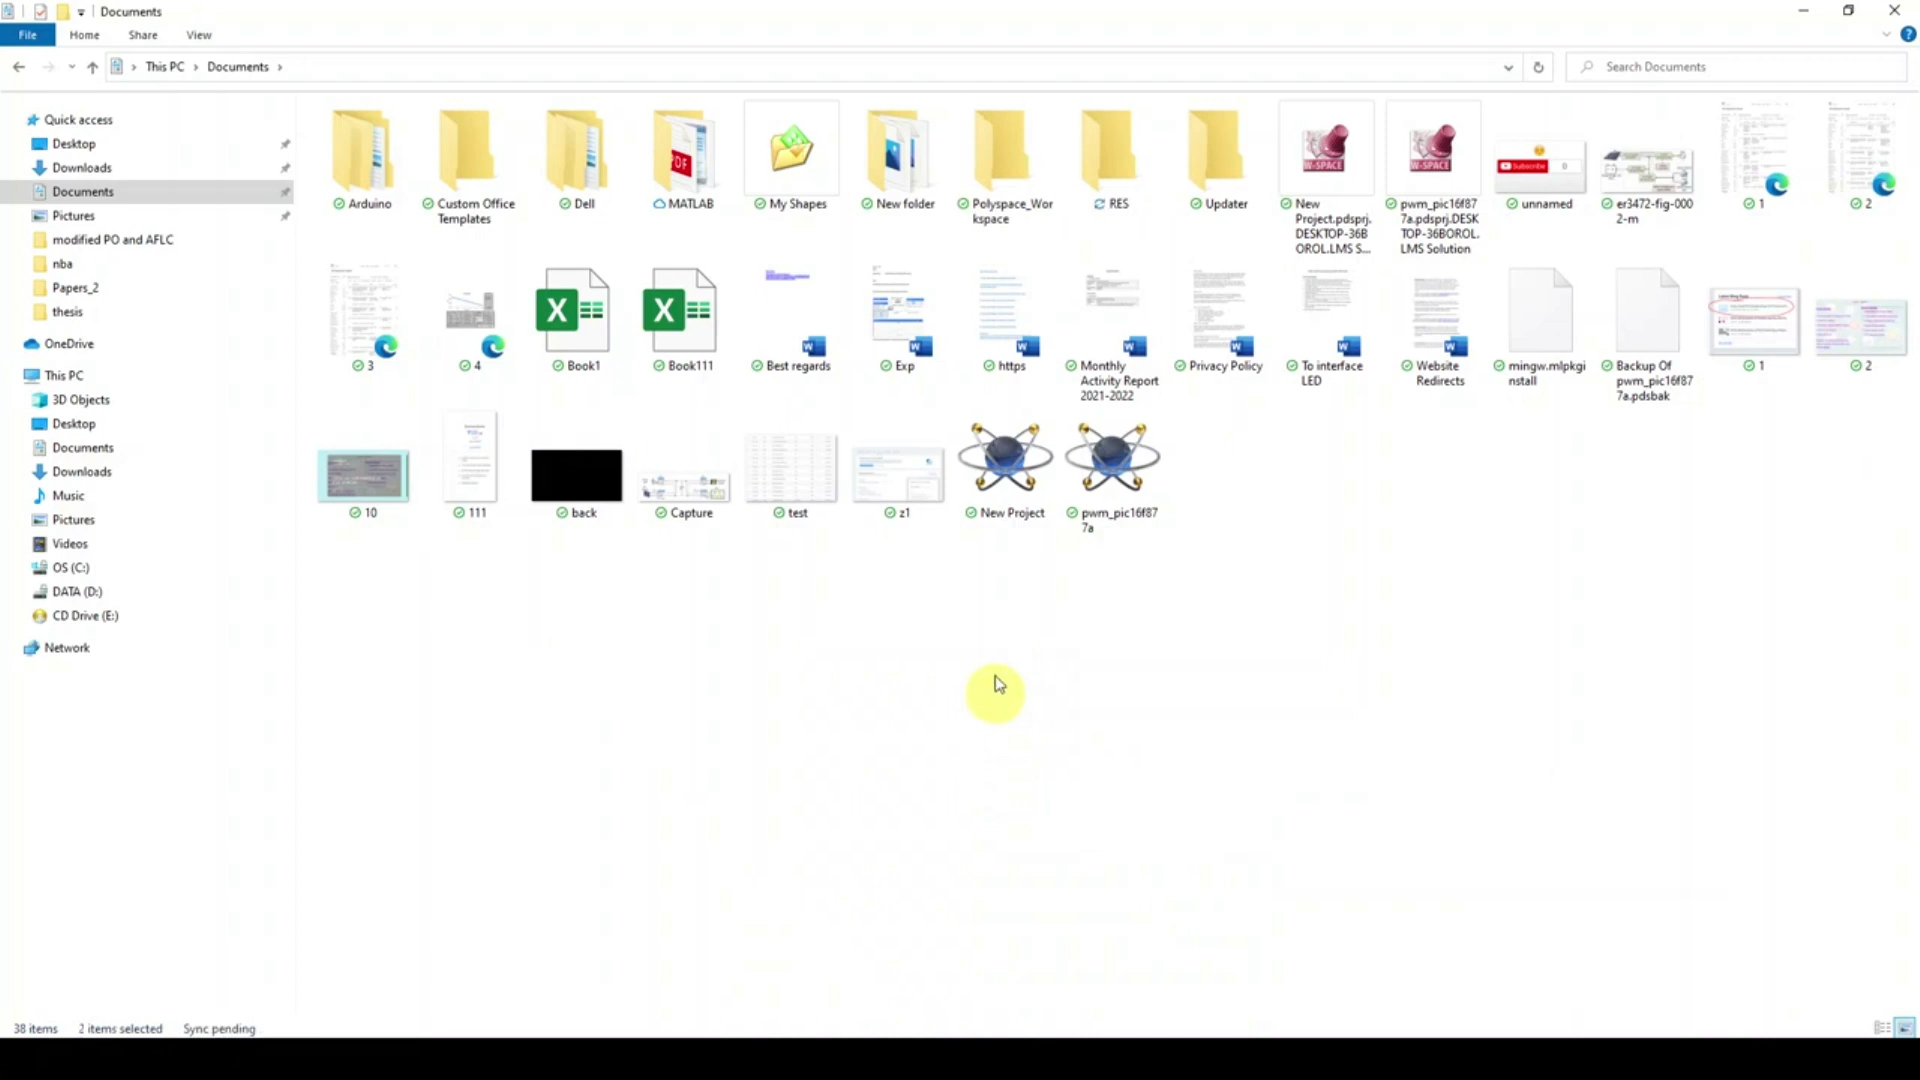 Documents
File Home Share View
This PC Documents
Search Documents
Quick access
Desktop
Downloads
Documents
Pictures
modified PO and AFLC
nba
Papers_2
thesis
OneDrive
This PC
3D Objects
Desktop
Documents
Downloads
Music
Pictures
Videos
OS (C:)
DATA (D:)
CD Drive (E:)
Network
PDF
W-SPACE
W-SPACE
Subscribe 0
Arduino
Custom Office
Templates
Dell
MATLAB
My Shapes
New folder
Polyspace_Wor
kspace
RES
Updater
New
Project.pdsprj.
DESKTOP-36B
OROL.LMS S...
pwm_pic16f87
7a.pdsprj.DESK
TOP-36BOROL.
LMS Solution
unnamed
er3472-fig-000
2-m
1
2
3
4
Book1
Book111
Best regards
Exp
https
Monthly
Activity Report
2021-2022
Privacy Policy
To interface
LED
Website
Redirects
mingw.mlpkgi
nstall
Backup Of
pwm_pic16f87
7a.pdsbak
1
2
10
111
back
Capture
test
z1
New Project
pwm_pic16f87
7a
38 items 2 items selected Sync pending